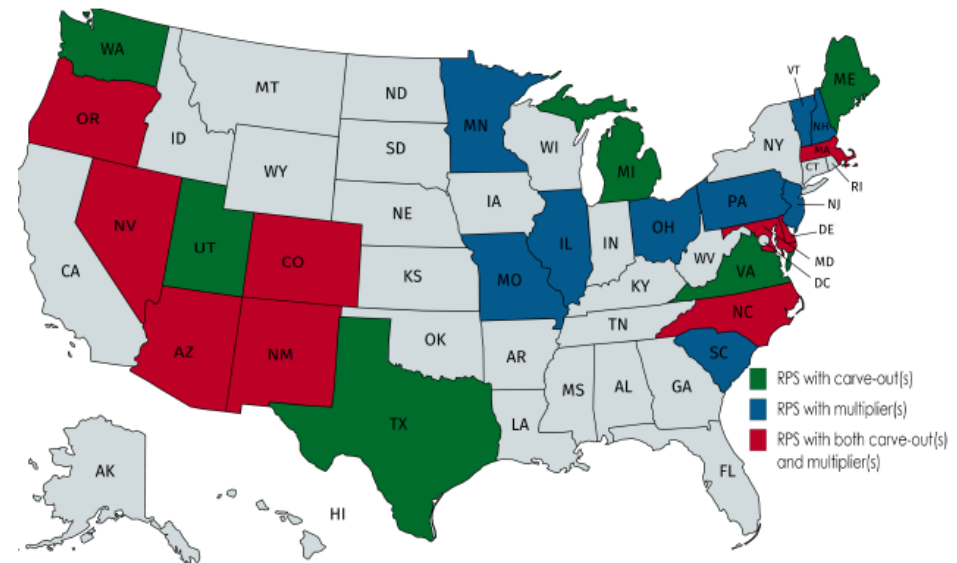 WA
MT
ND
MN
VT
ME
OR
ID
SD
WI
NH
NY
MA
WY
MI
CT
RI
NE
IA
PA
NJ
NV
UT
CO
IL
IN
OH
DE
CA
KS
MO
WV
MD
VA
DC
KY
NC
AZ
NM
OK
TN
AR
SC
MS
AL
GA
TX
LA
AK
HI
FL
RPS with carve-out(s)
RPS with multiplier(s)
RPS with both carve-out(s)
and multiplier(s)